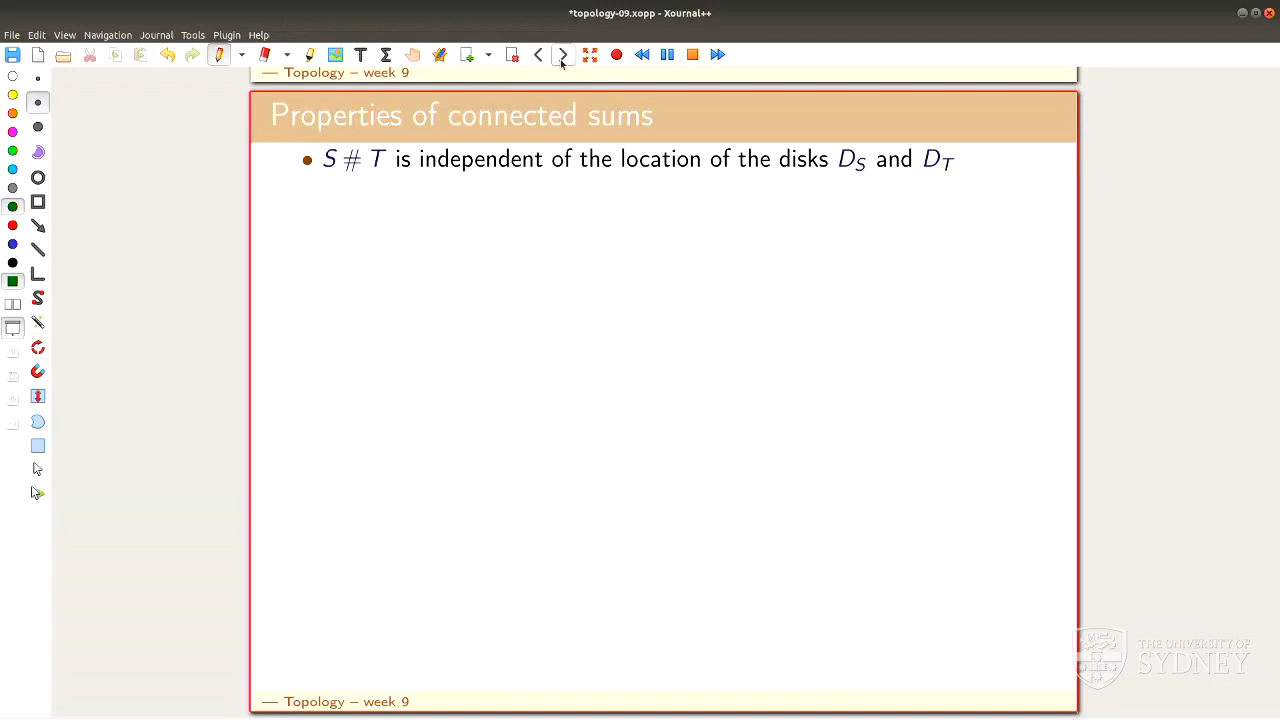 *topology-09.xopp - Xournal++
File Edit View Navigation Journal Tools Plugin Help
— Topology – week 9
Properties of connected sums
• S # T is independent of the location of the disks D_S and D_T
THE UNIVERSITY OF
SYDNEY
— Topology – week 9